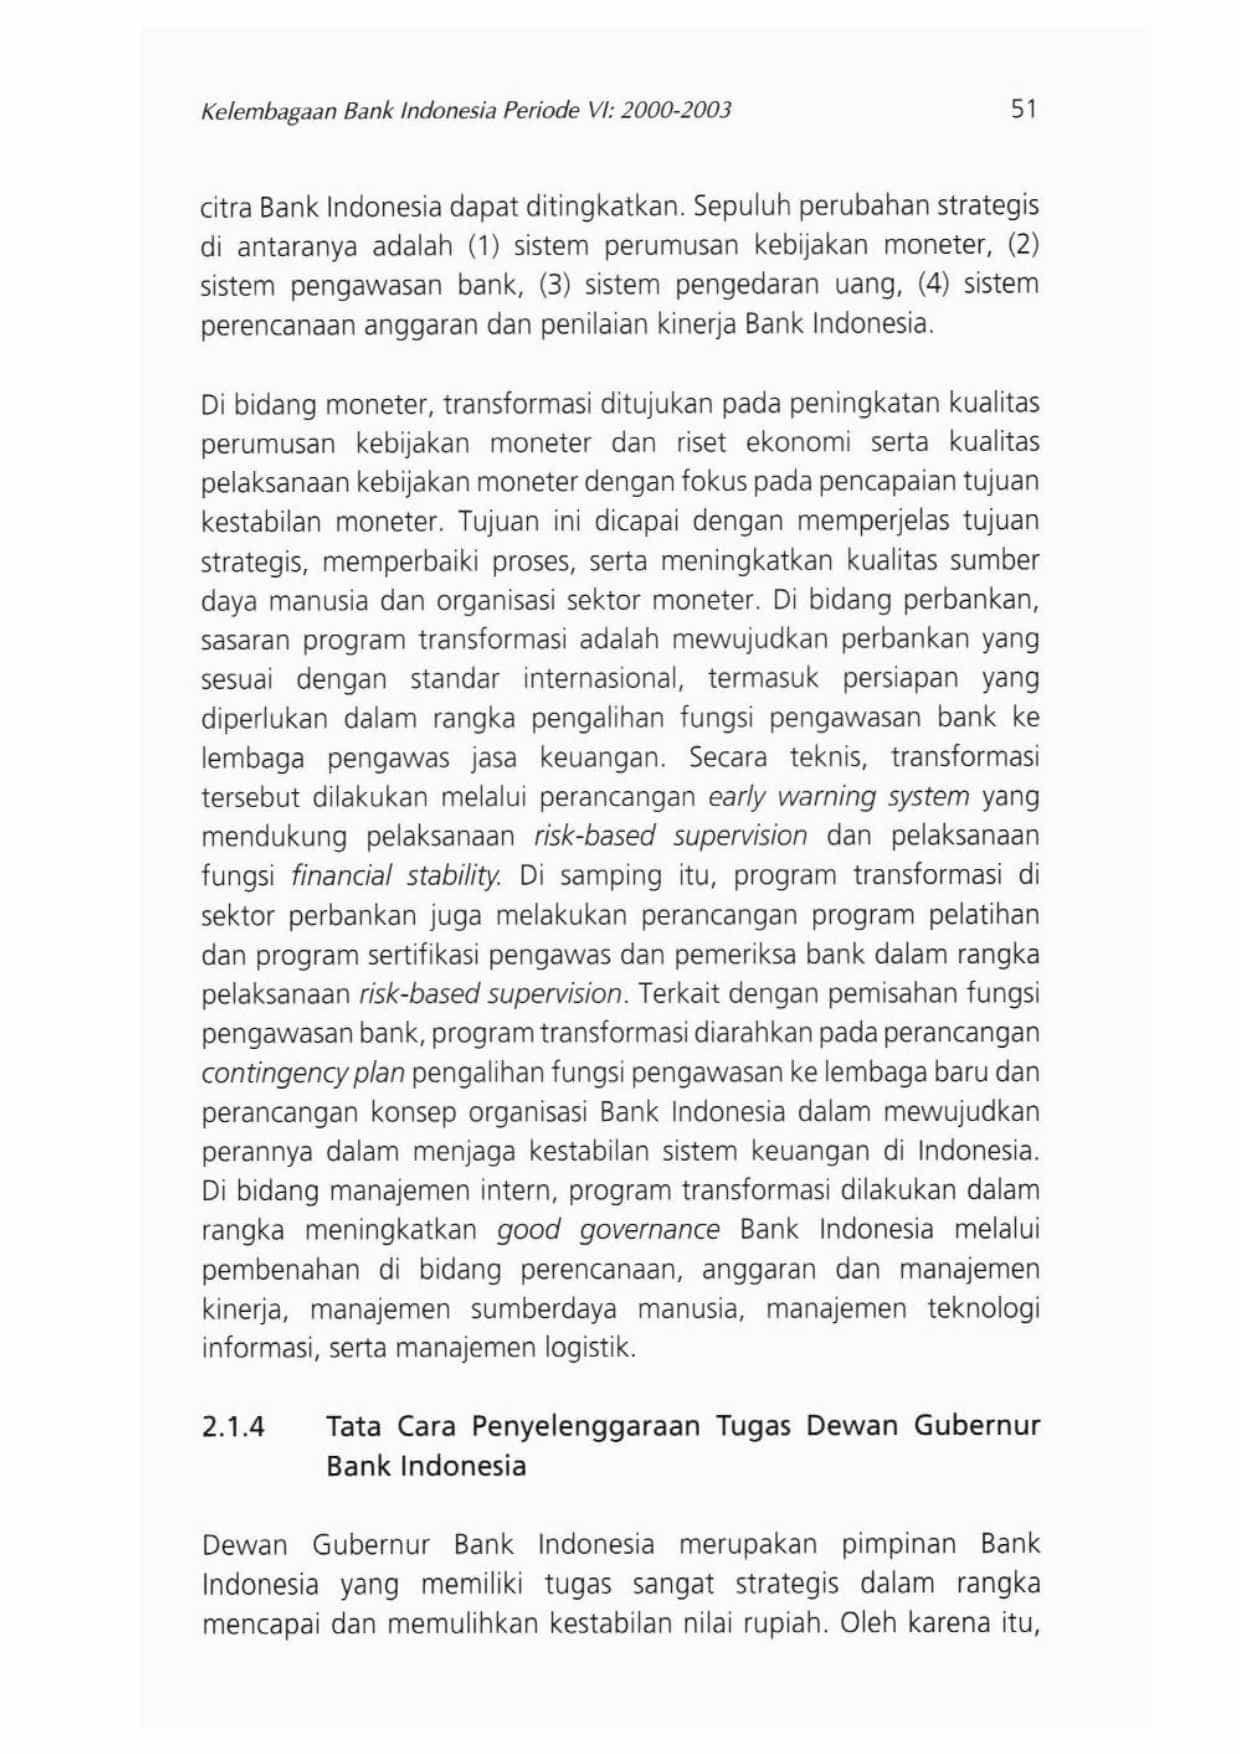 Kelembagaan Bank Indonesia Periode VI: 2000-2003 51
citra Bank Indonesia dapat ditingkatkan. Sepuluh perubahan strategis
di antaranya adalah (1) sistem perumusan kebijakan moneter, (2)
sistem pengawasan bank, (3) sistem pengedaran uang, (4) sistem
perencanaan anggaran dan penilaian kinerja Bank Indonesia.
Di bidang moneter, transformasi ditujukan pada peningkatan kualitas
perumusan kebijakan moneter dan riset ekonomi serta kualitas
pelaksanaan kebijakan moneter dengan fokus pada pencapaian tujuan
kestabilan moneter. Tujuan ini dicapai dengan memperjelas tujuan
strategis, memperbaiki proses, serta meningkatkan kualitas sumber
daya manusia dan organisasi sektor moneter. Di bidang perbankan,
sasaran program transformasi adalah mewujudkan perbankan yang
sesuai dengan standar internasional, termasuk persiapan yang
diperlukan dalam rangka pengalihan fungsi pengawasan bank ke
lembaga pengawas jasa keuangan. Secara teknis, transformasi
tersebut dilakukan melalui perancangan early warning system yang
mendukung pelaksanaan risk-based supervision dan pelaksanaan
fungsi financial stability. Di samping itu, program transformasi di
sektor perbankan juga melakukan perancangan program pelatihan
dan program sertifikasi pengawas dan pemeriksa bank dalam rangka
pelaksanaan risk-based supervision. Terkait dengan pemisahan fungsi
pengawasan bank, program transformasi diarahkan pada perancangan
contingency plan pengalihan fungsi pengawasan ke lembaga baru dan
perancangan konsep organisasi Bank Indonesia dalam mewujudkan
perannya dalam menjaga kestabilan sistem keuangan di Indonesia.
Di bidang manajemen intern, program transformasi dilakukan dalam
rangka meningkatkan good governance Bank Indonesia melalui
pembenahan di bidang perencanaan, anggaran dan manajemen
kinerja, manajemen sumberdaya manusia, manajemen teknologi
informasi, serta manajemen logistik.
2.1.4 Tata Cara Penyelenggaraan Tugas Dewan Gubernur
Bank Indonesia
Dewan Gubernur Bank Indonesia merupakan pimpinan Bank
Indonesia yang memiliki tugas sangat strategis dalam rangka
mencapai dan memulihkan kestabilan nilai rupiah. Oleh karena itu,